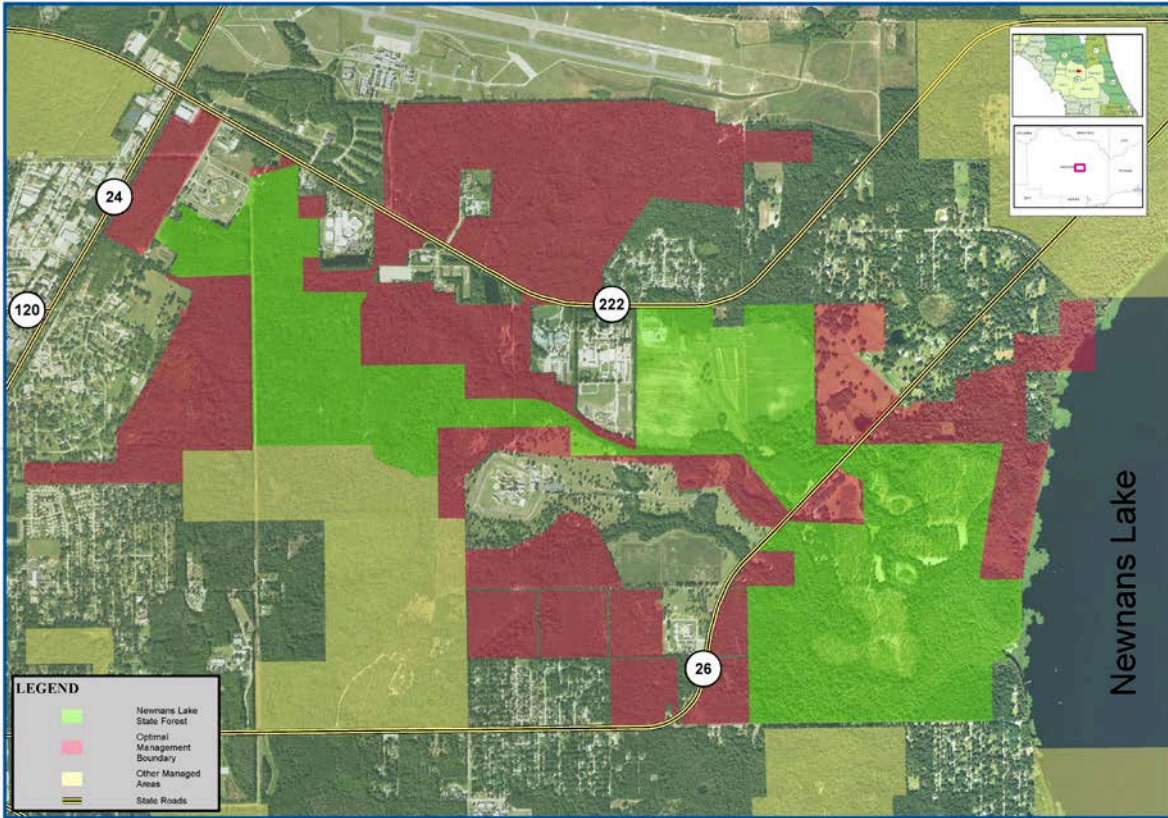 24
120
222
26
Newnans Lake
LEGEND
Newnans Lake
State Forest
Optimal
Management
Boundary
Other Managed
Areas
State Roads